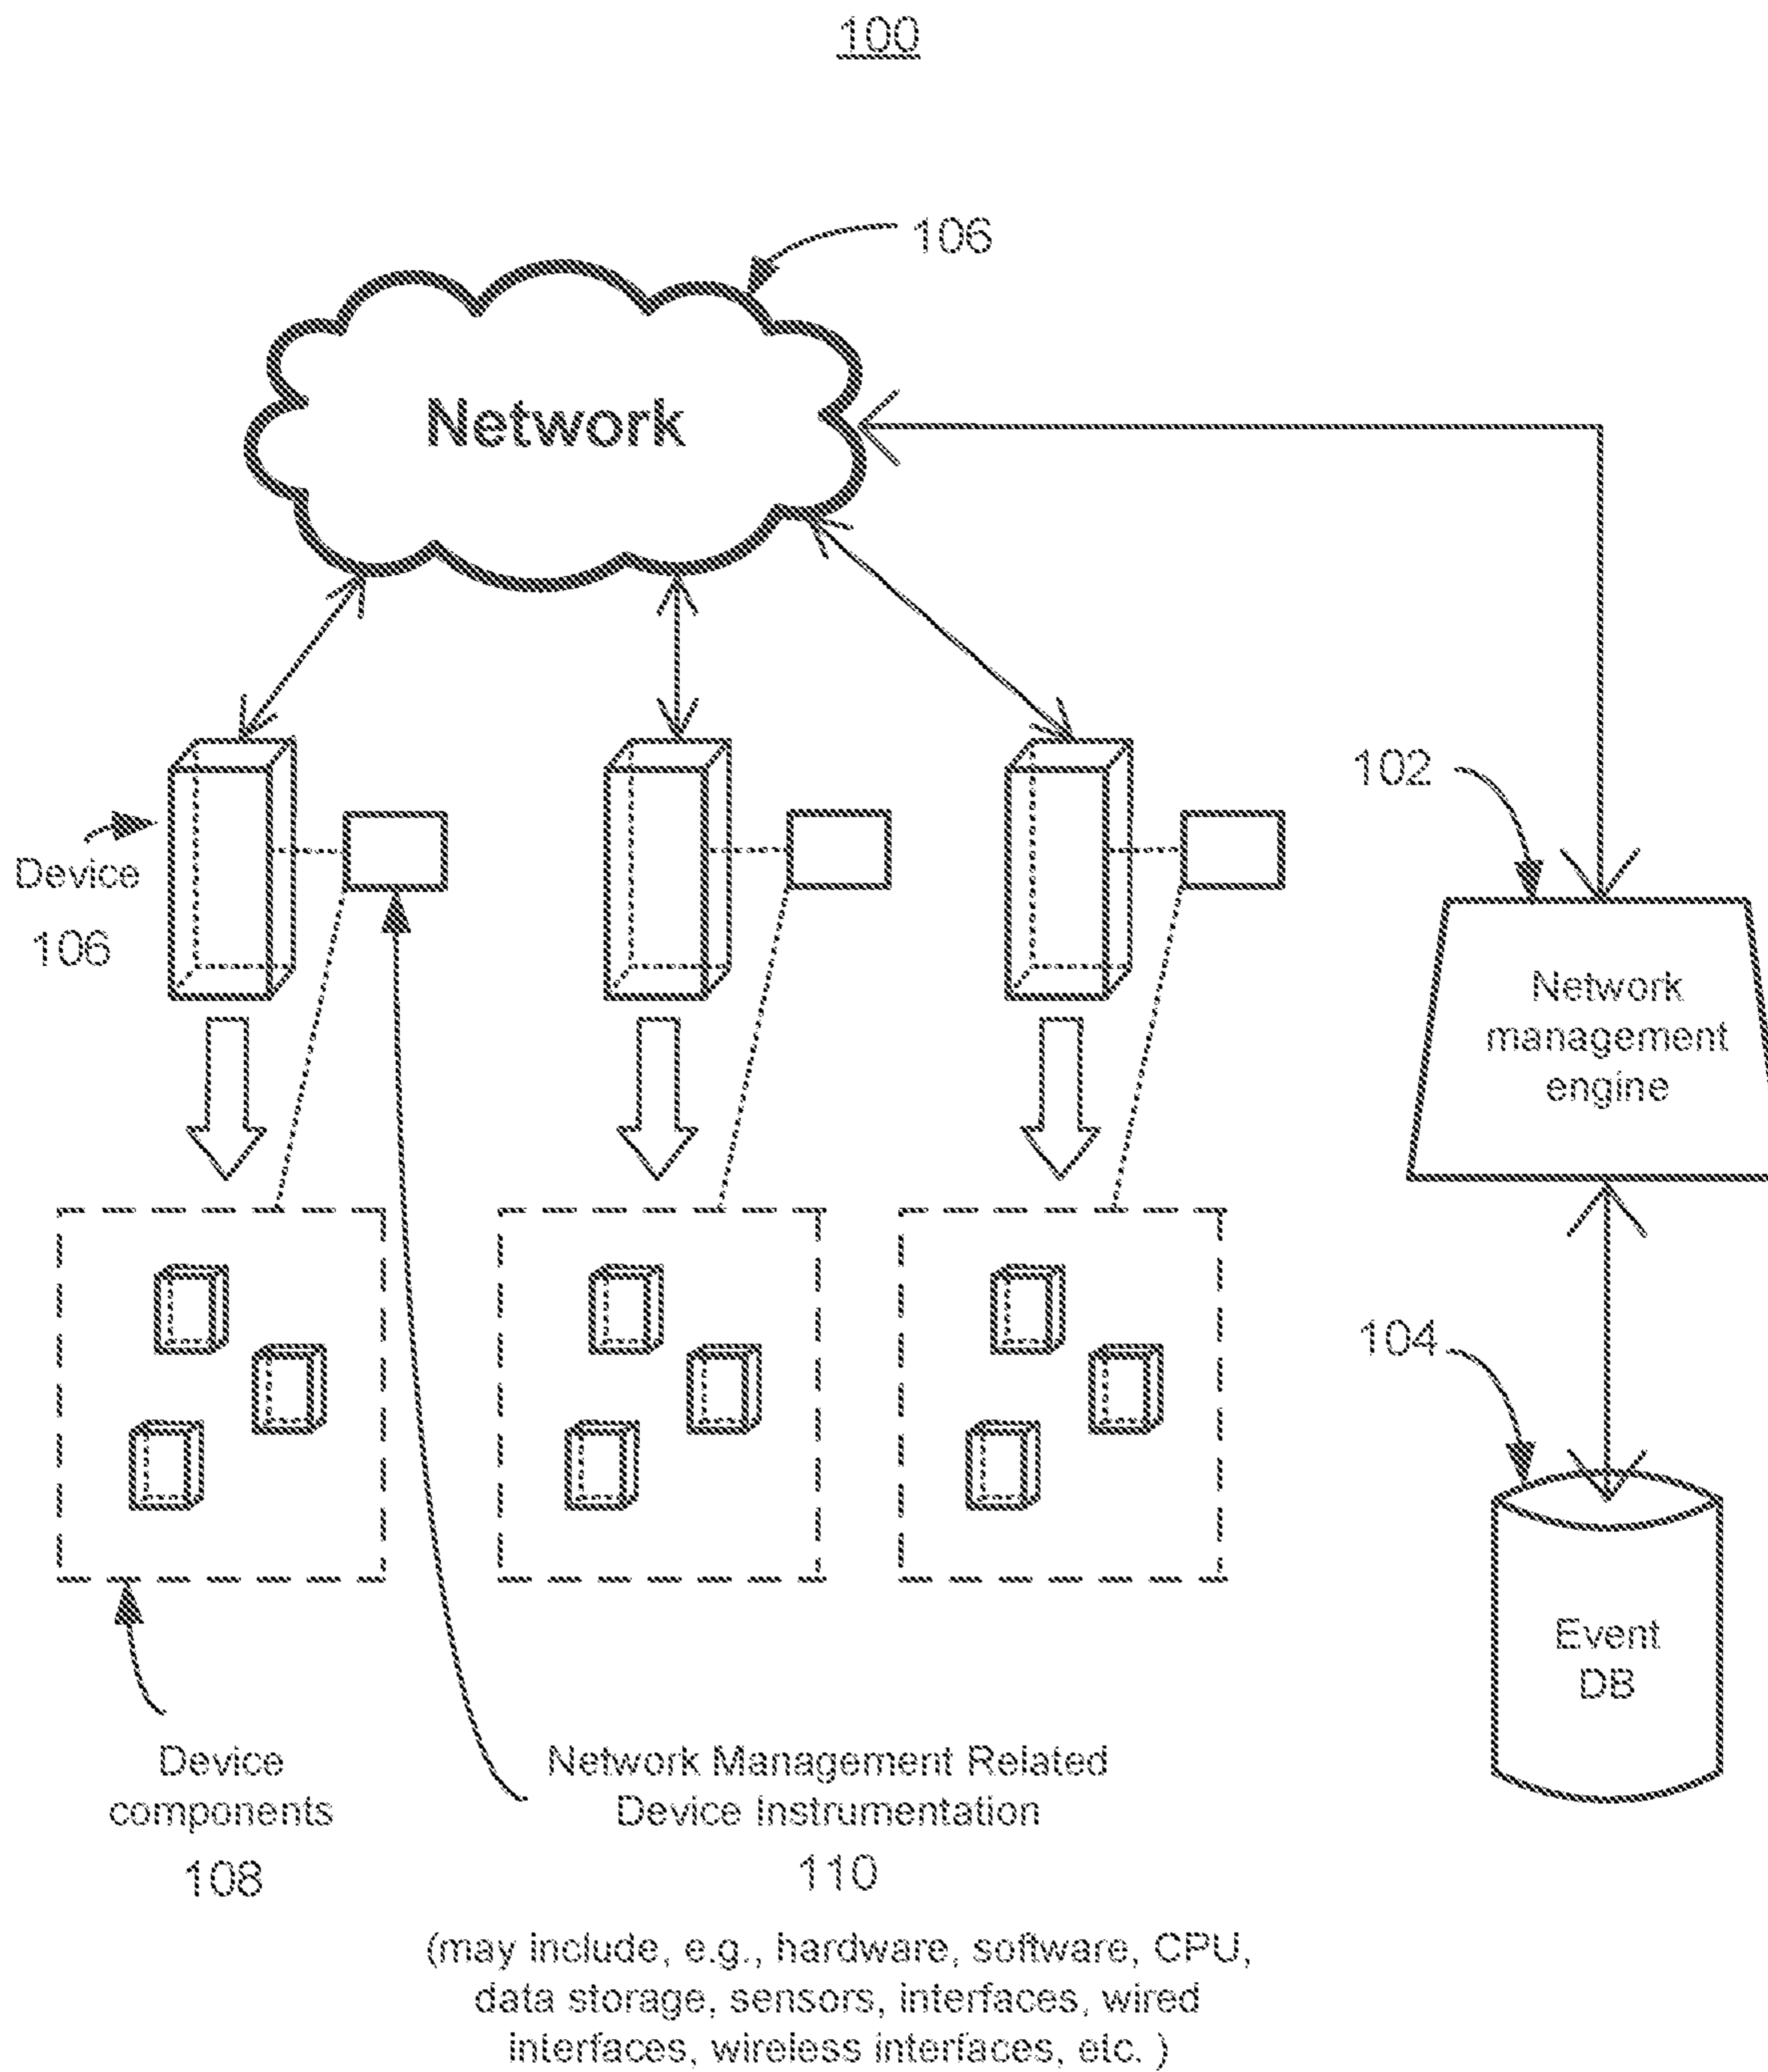 100
106
Network
102
Device
106
Network
management
engine
104
Event
DB
Device
components
108
Network Management Related
Device Instrumentation
110
(may include, e.g., hardware, software, CPU,
data storage, sensors, interfaces, wired
interfaces, wireless interfaces, etc. )